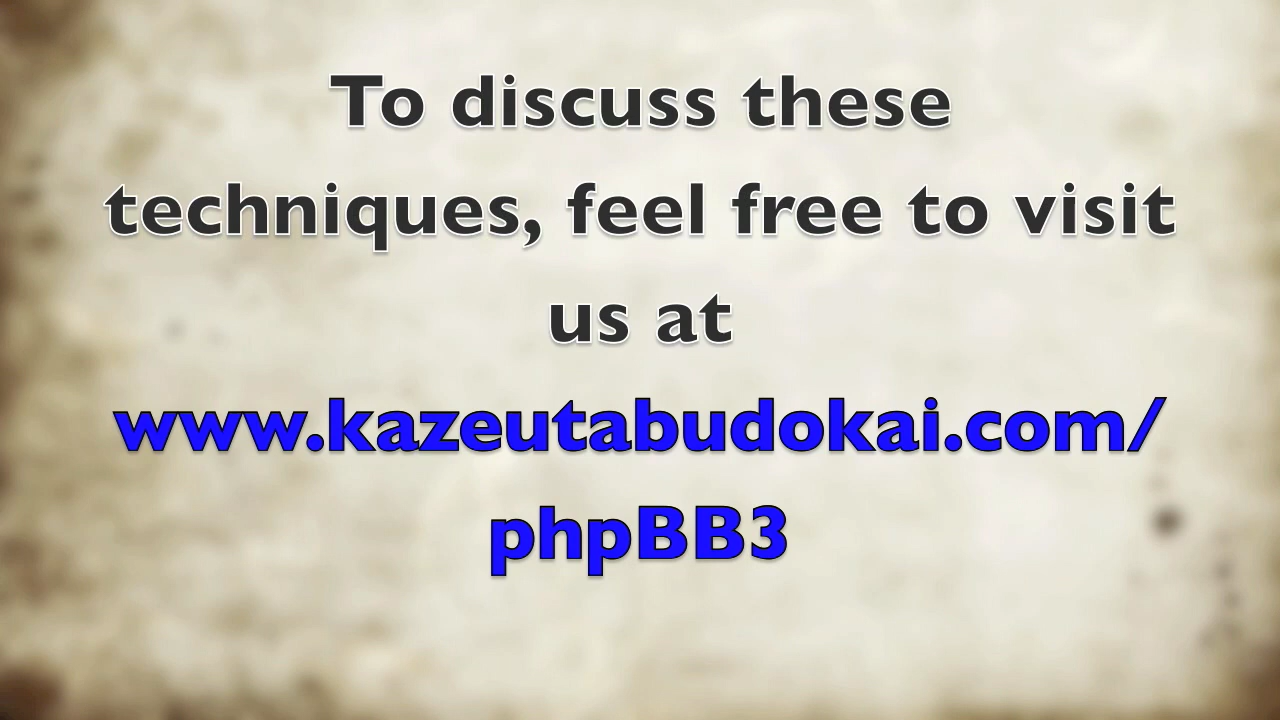 To discuss these
techniques, feel free to visit
us at
www.kazeutabudokai.com/
phpBB3